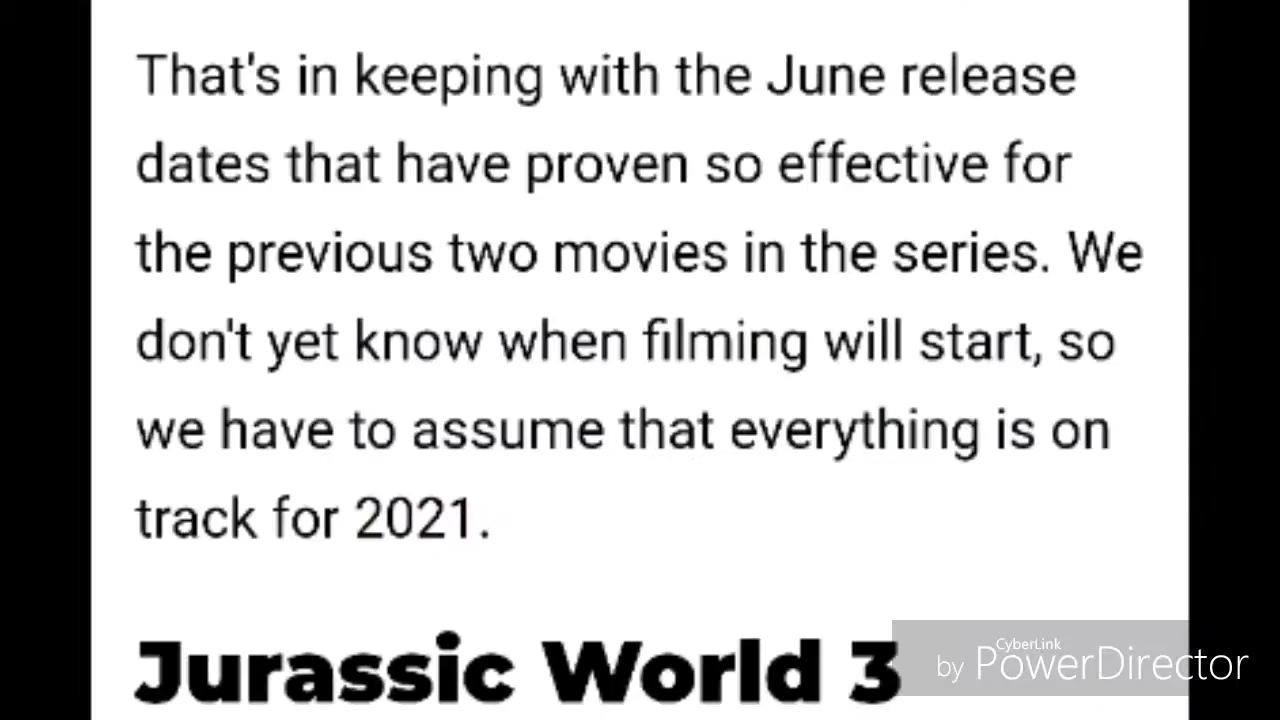 That's in keeping with the June release
dates that have proven so effective for
the previous two movies in the series. We
don't yet know when filming will start, so
we have to assume that everything is on
track for 2021.
Jurassic World 3
CyberLink
by PowerDirector